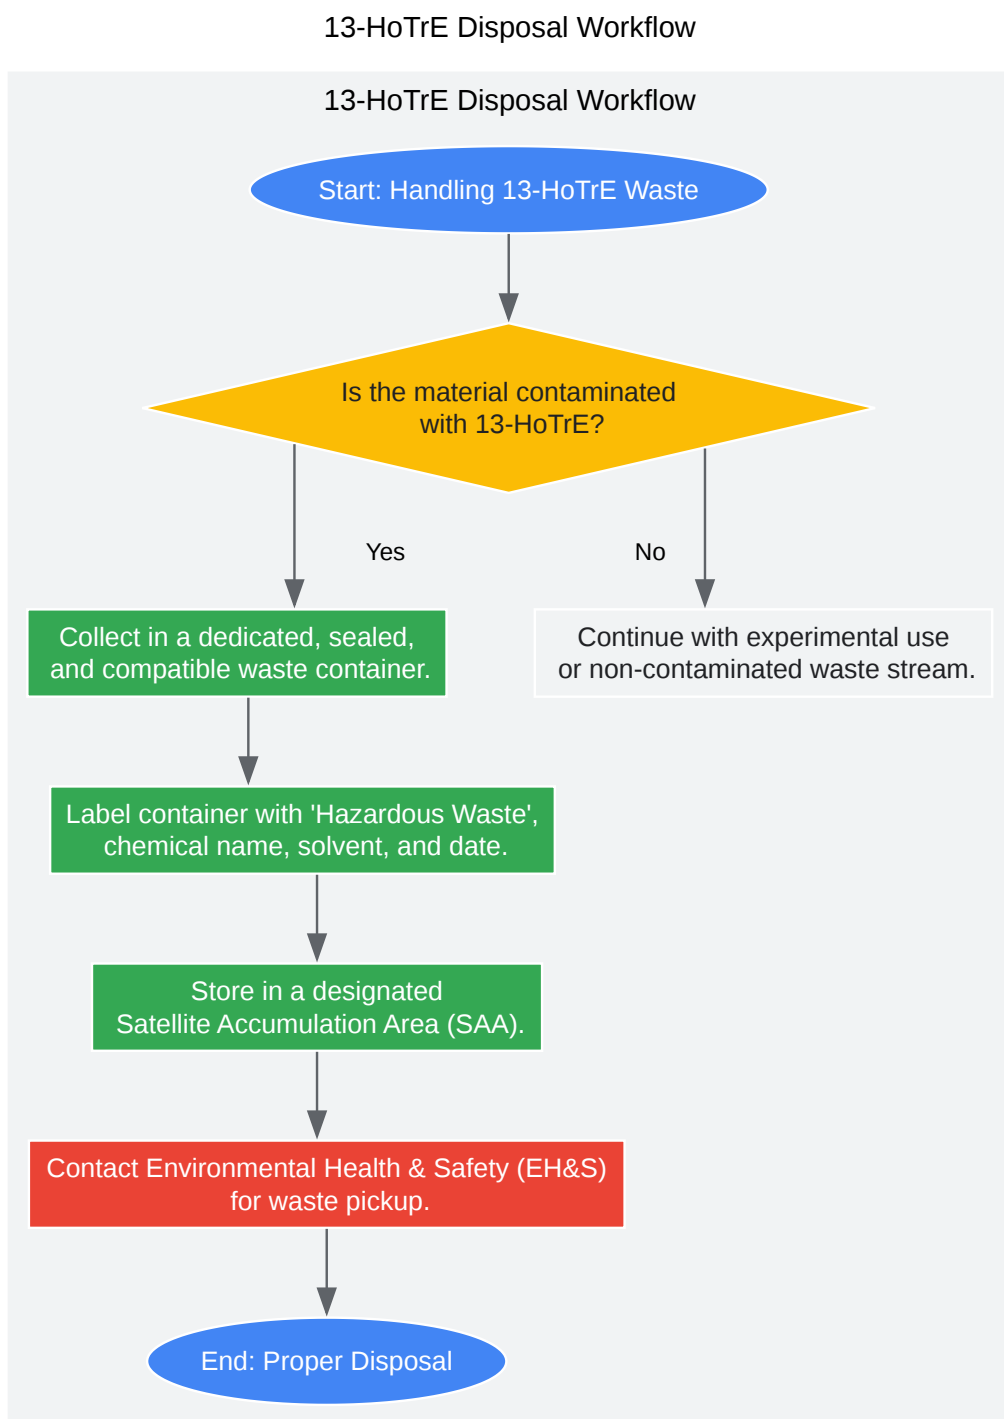 13-HoTrE Disposal Workflow
13-HoTrE Disposal Workflow
Start: Handling 13-HoTrE Waste
Is the material contaminated
with 13-HoTrE?
Yes
No
Collect in a dedicated, sealed,
and compatible waste container.
Continue with experimental use
or non-contaminated waste stream.
Label container with 'Hazardous Waste',
chemical name, solvent, and date.
Store in a designated
Satellite Accumulation Area (SAA).
Contact Environmental Health & Safety (EH&S)
for waste pickup.
End: Proper Disposal